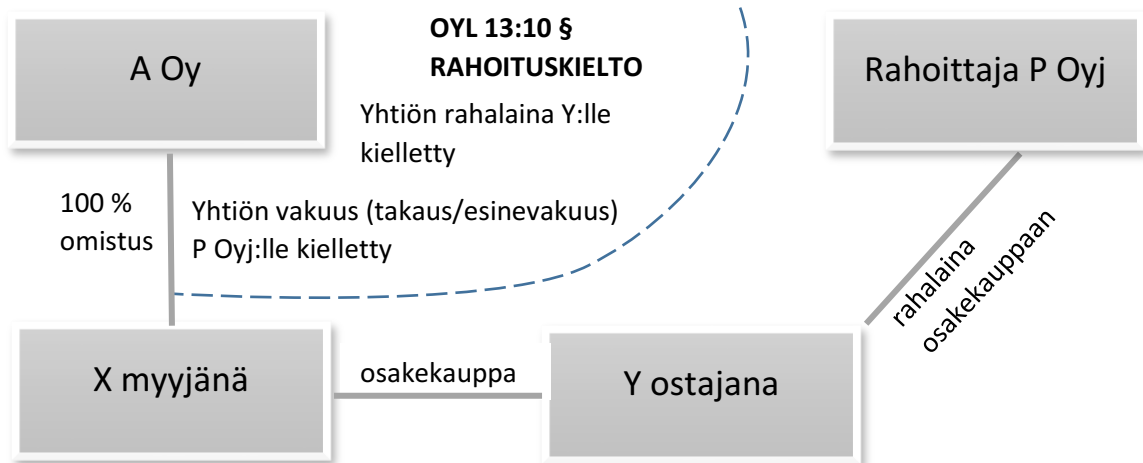 A Oy
OYL 13:10 §
RAHOITUSKIELTO
Yhtiön rahalaina Y:lle
kielletty
Rahoittaja P Oyj
100 %
omistus
Yhtiön vakuus (takaus/esinevakuus)
P Oyj:lle kielletty
rahalaina
osakekauppaan
X myyjänä
osakekauppa
Y ostajana